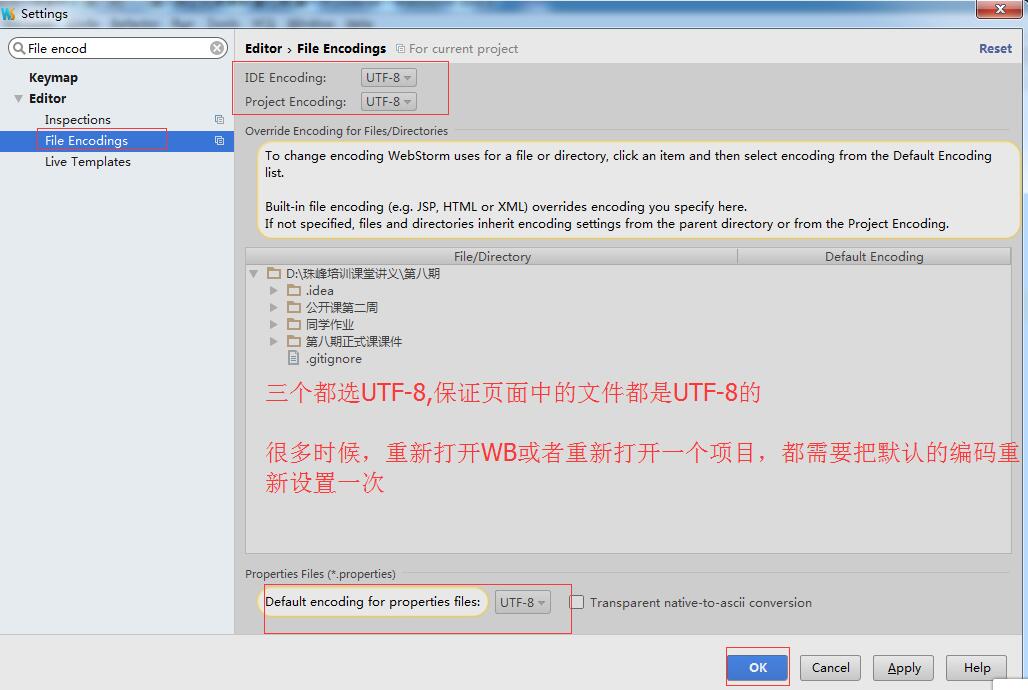 Settings
File encod
Keymap
Editor
Inspections
File Encodings
Live Templates
Editor › File Encodings
For current project
Reset
IDE Encoding: UTF-8
Project Encoding: UTF-8
Override Encoding for Files/Directories
To change encoding WebStorm uses for a file or directory, click an item and then select encoding from the Default Encoding
list.
Built-in file encoding (e.g. JSP, HTML or XML) overrides encoding you specify here.
If not specified, files and directories inherit encoding settings from the parent directory or from the Project Encoding.
File/Directory
Default Encoding
D:\珠峰培训课堂讲义\第八期
.idea
公开课第二周
同学作业
第八期正式课课件
.gitignore
三个都选UTF-8,保证页面中的文件都是UTF-8的
很多时候，重新打开WB或者重新打开一个项目，都需要把默认的编码重
新设置一次
Properties Files (*.properties)
Default encoding for properties files: UTF-8
Transparent native-to-ascii conversion
OK
Cancel
Apply
Help